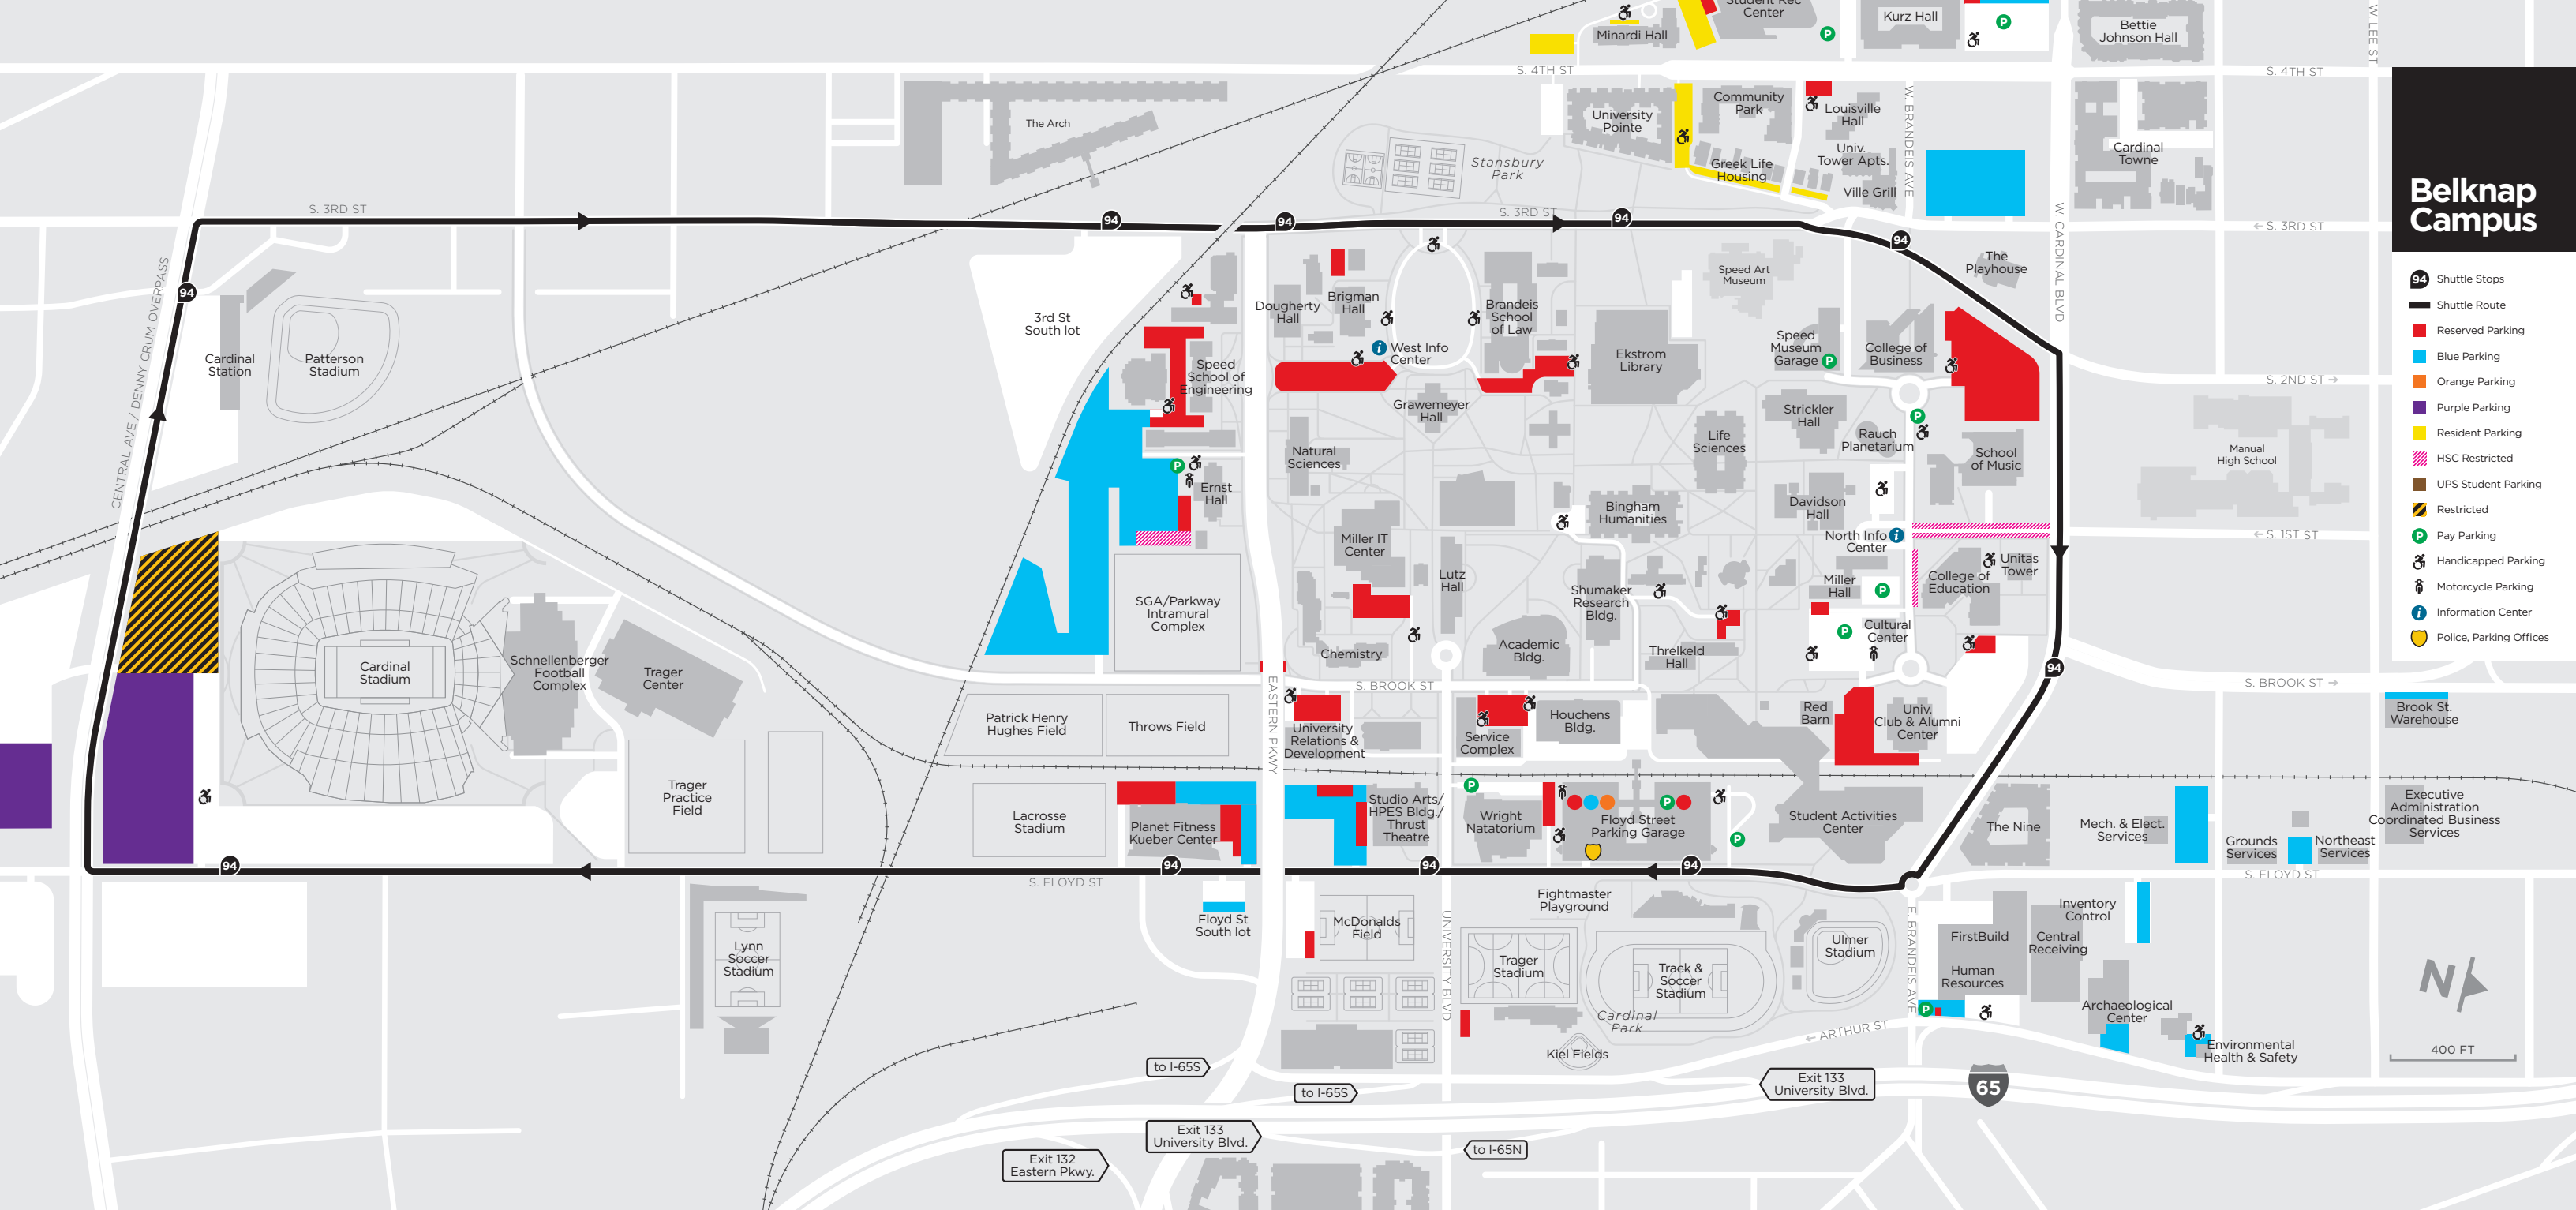 Student Rec
Center
Minardi Hall
Kurz Hall
P
P
Bettie
Johnson Hall
W. LEE ST
S. 4TH ST
S. 4TH ST
The Arch
University
Pointe
Community
Park
Louisville
Hall
W. BRANDEIS AVE
Cardinal
Towne
Stansbury
Park
Greek Life
Housing
Univ.
Tower Apts.
Ville Grill
Belknap
Campus
S. 3RD ST
S. 3RD ST
←S. 3RD ST
94
94
94
94
94
W. CARDINAL BLVD
CENTRAL AVE / DENNY CRUM OVERPASS
Cardinal
Station
Patterson
Stadium
3rd St
South lot
Dougherty
Hall
Brigman
Hall
Brandeis
School
of Law
i West Info
Center
Speed Art
Museum
The
Playhouse
Speed
School of
Engineering
Ekstrom
Library
Speed
Museum
Garage P
College of
Business
S. 2ND ST→
Grawemeyer
Hall
Strickler
Hall
P
Life
Sciences
Rauch
Planetarium
School
of Music
Manual
High School
Natural
Sciences
P
Ernst
Hall
Davidson
Hall
Bingham
Humanities
Miller IT
Center
North Info i
Center
←S. 1ST ST
Lutz
Hall
Shumaker
Research
Bldg.
Miller
Hall
P
College of
Education
Unitas
Tower
SGA/Parkway
Intramural
Complex
P
Cultural
Center
Academic
Bldg.
Threlkeld
Hall
Chemistry
94
Cardinal
Stadium
Schnellenberger
Football
Complex
Trager
Center
S. BROOK ST
S. BROOK ST→
EASTERN PKWY
Patrick Henry
Hughes Field
Throws Field
University
Relations &
Development
Service
Complex
Houchens
Bldg.
Red
Barn
Univ.
Club & Alumni
Center
Brook St.
Warehouse
Trager
Practice
Field
Lacrosse
Stadium
Planet Fitness
Kueber Center
Studio Arts/
HPES Bldg./
Thrust
Theatre
P
Wright
Natatorium
P
Floyd Street
Parking Garage
P
Student Activities
Center
The Nine
Mech. & Elect.
Services
Grounds
Services
Northeast
Services
Executive
Administration
Coordinated Business
Services
94
94
94
94
S. FLOYD ST
S. FLOYD ST
Floyd St
South lot
McDonalds
Field
UNIVERSITY BLVD
Fightmaster
Playground
E. BRANDEIS AVE
Inventory
Control
Lynn
Soccer
Stadium
Trager
Stadium
Track &
Soccer
Stadium
Ulmer
Stadium
FirstBuild
Central
Receiving
Human
Resources
Cardinal
Park
P
Archaeological
Center
←ARTHUR ST
Kiel Fields
Environmental
Health & Safety
to I-65S
to I-65S
Exit 133
University Blvd.
65
Exit 133
University Blvd.
to I-65N
Exit 132
Eastern Pkwy.
94 Shuttle Stops
Shuttle Route
Reserved Parking
Blue Parking
Orange Parking
Purple Parking
Resident Parking
HSC Restricted
UPS Student Parking
Restricted
P Pay Parking
Handicapped Parking
Motorcycle Parking
i Information Center
Police, Parking Offices
N
400 FT